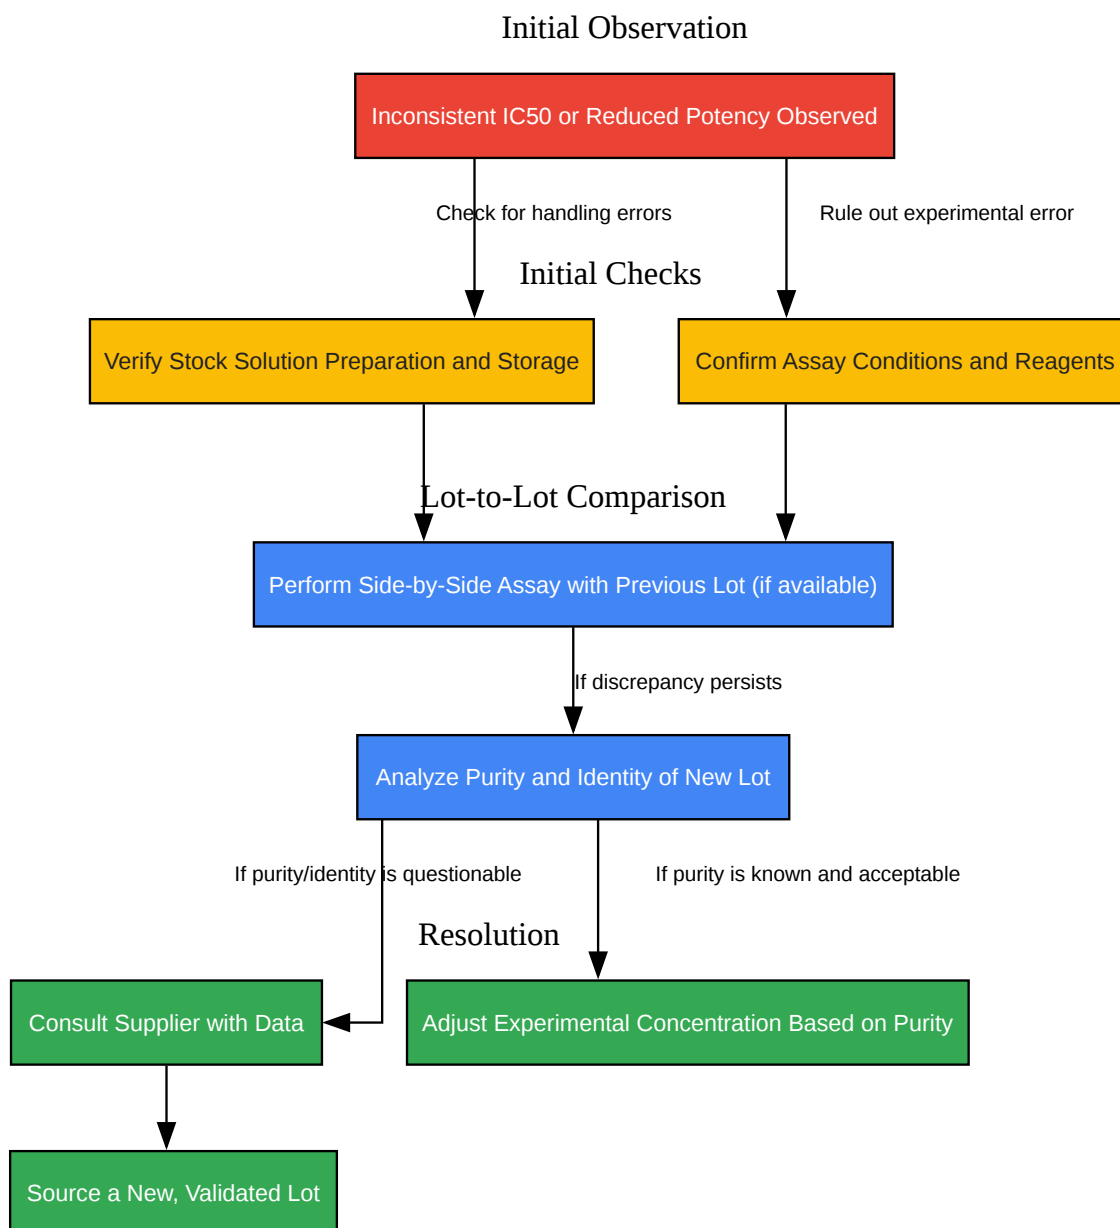 Initial Observation
Inconsistent IC50 or Reduced Potency Observed
Check for handling errors
Rule out experimental error
Initial Checks
Verify Stock Solution Preparation and Storage
Confirm Assay Conditions and Reagents
Lot-to-Lot Comparison
Perform Side-by-Side Assay with Previous Lot (if available)
If discrepancy persists
Analyze Purity and Identity of New Lot
If purity/identity is questionable
If purity is known and acceptable
Resolution
Consult Supplier with Data
Adjust Experimental Concentration Based on Purity
Source a New, Validated Lot